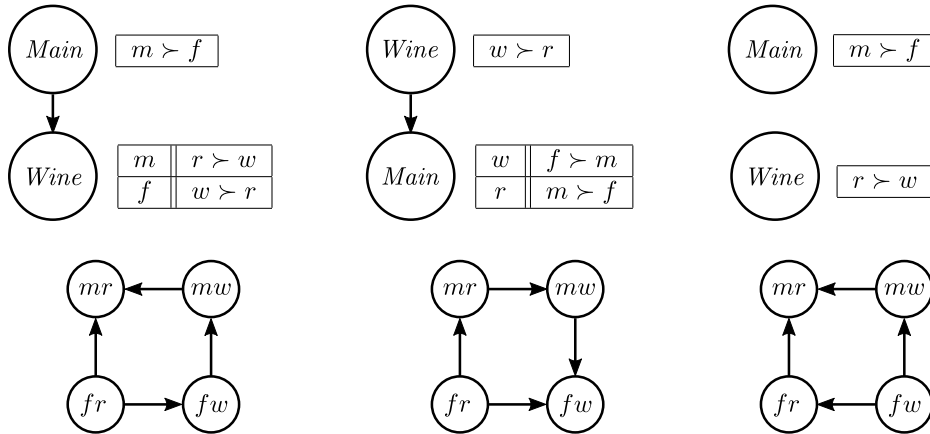 Main m ≻ f
Wine m r ≻ w
f w ≻ r
mr mw
fr fw
Wine w ≻ r
Main w f ≻ m
r m ≻ f
mr mw
fr fw
Main m ≻ f
Wine r ≻ w
mr mw
fr fw